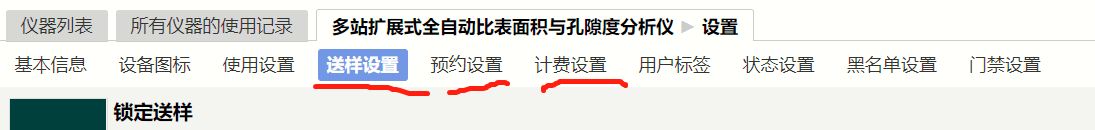 仪器列表 所有仪器的使用记录 多站扩展式全自动比表面积与孔隙度分析仪 ▶ 设置
基本信息 设备图标 使用设置 送样设置 预约设置 计费设置 用户标签 状态设置 黑名单设置 门禁设置
锁定送样